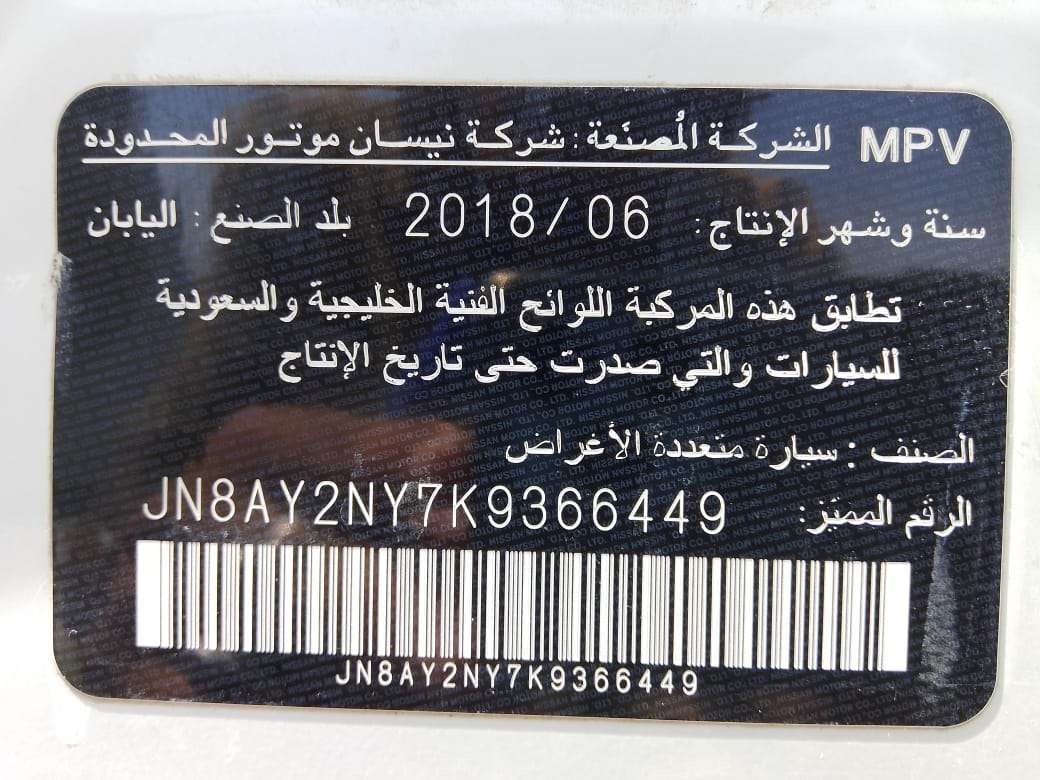 MPV الشركة المُصنّعة : شركة نيسان موتور المحدودة
سنة وشهر الإنتاج : 2018/06 بلد الصنع : اليابان
تطابق هذه المركبة اللوائح الفنية الخليجية والسعودية
للسيارات والتي صدرت حتى تاريخ الإنتاج
الصنف : سيارة متعددة الأغراض
الرقم المميّز: JN8AY2NY7K9366449
JN8AY2NY7K9366449